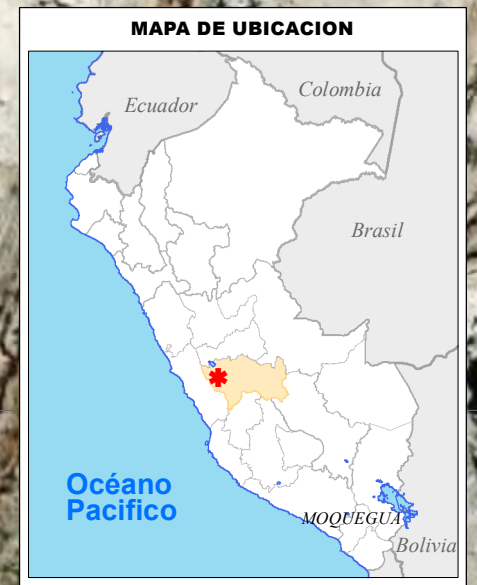 MAPA DE UBICACION
Ecuador
Colombia
Brasil
Océano
Pacifico
MOQUEGUA
Bolivia